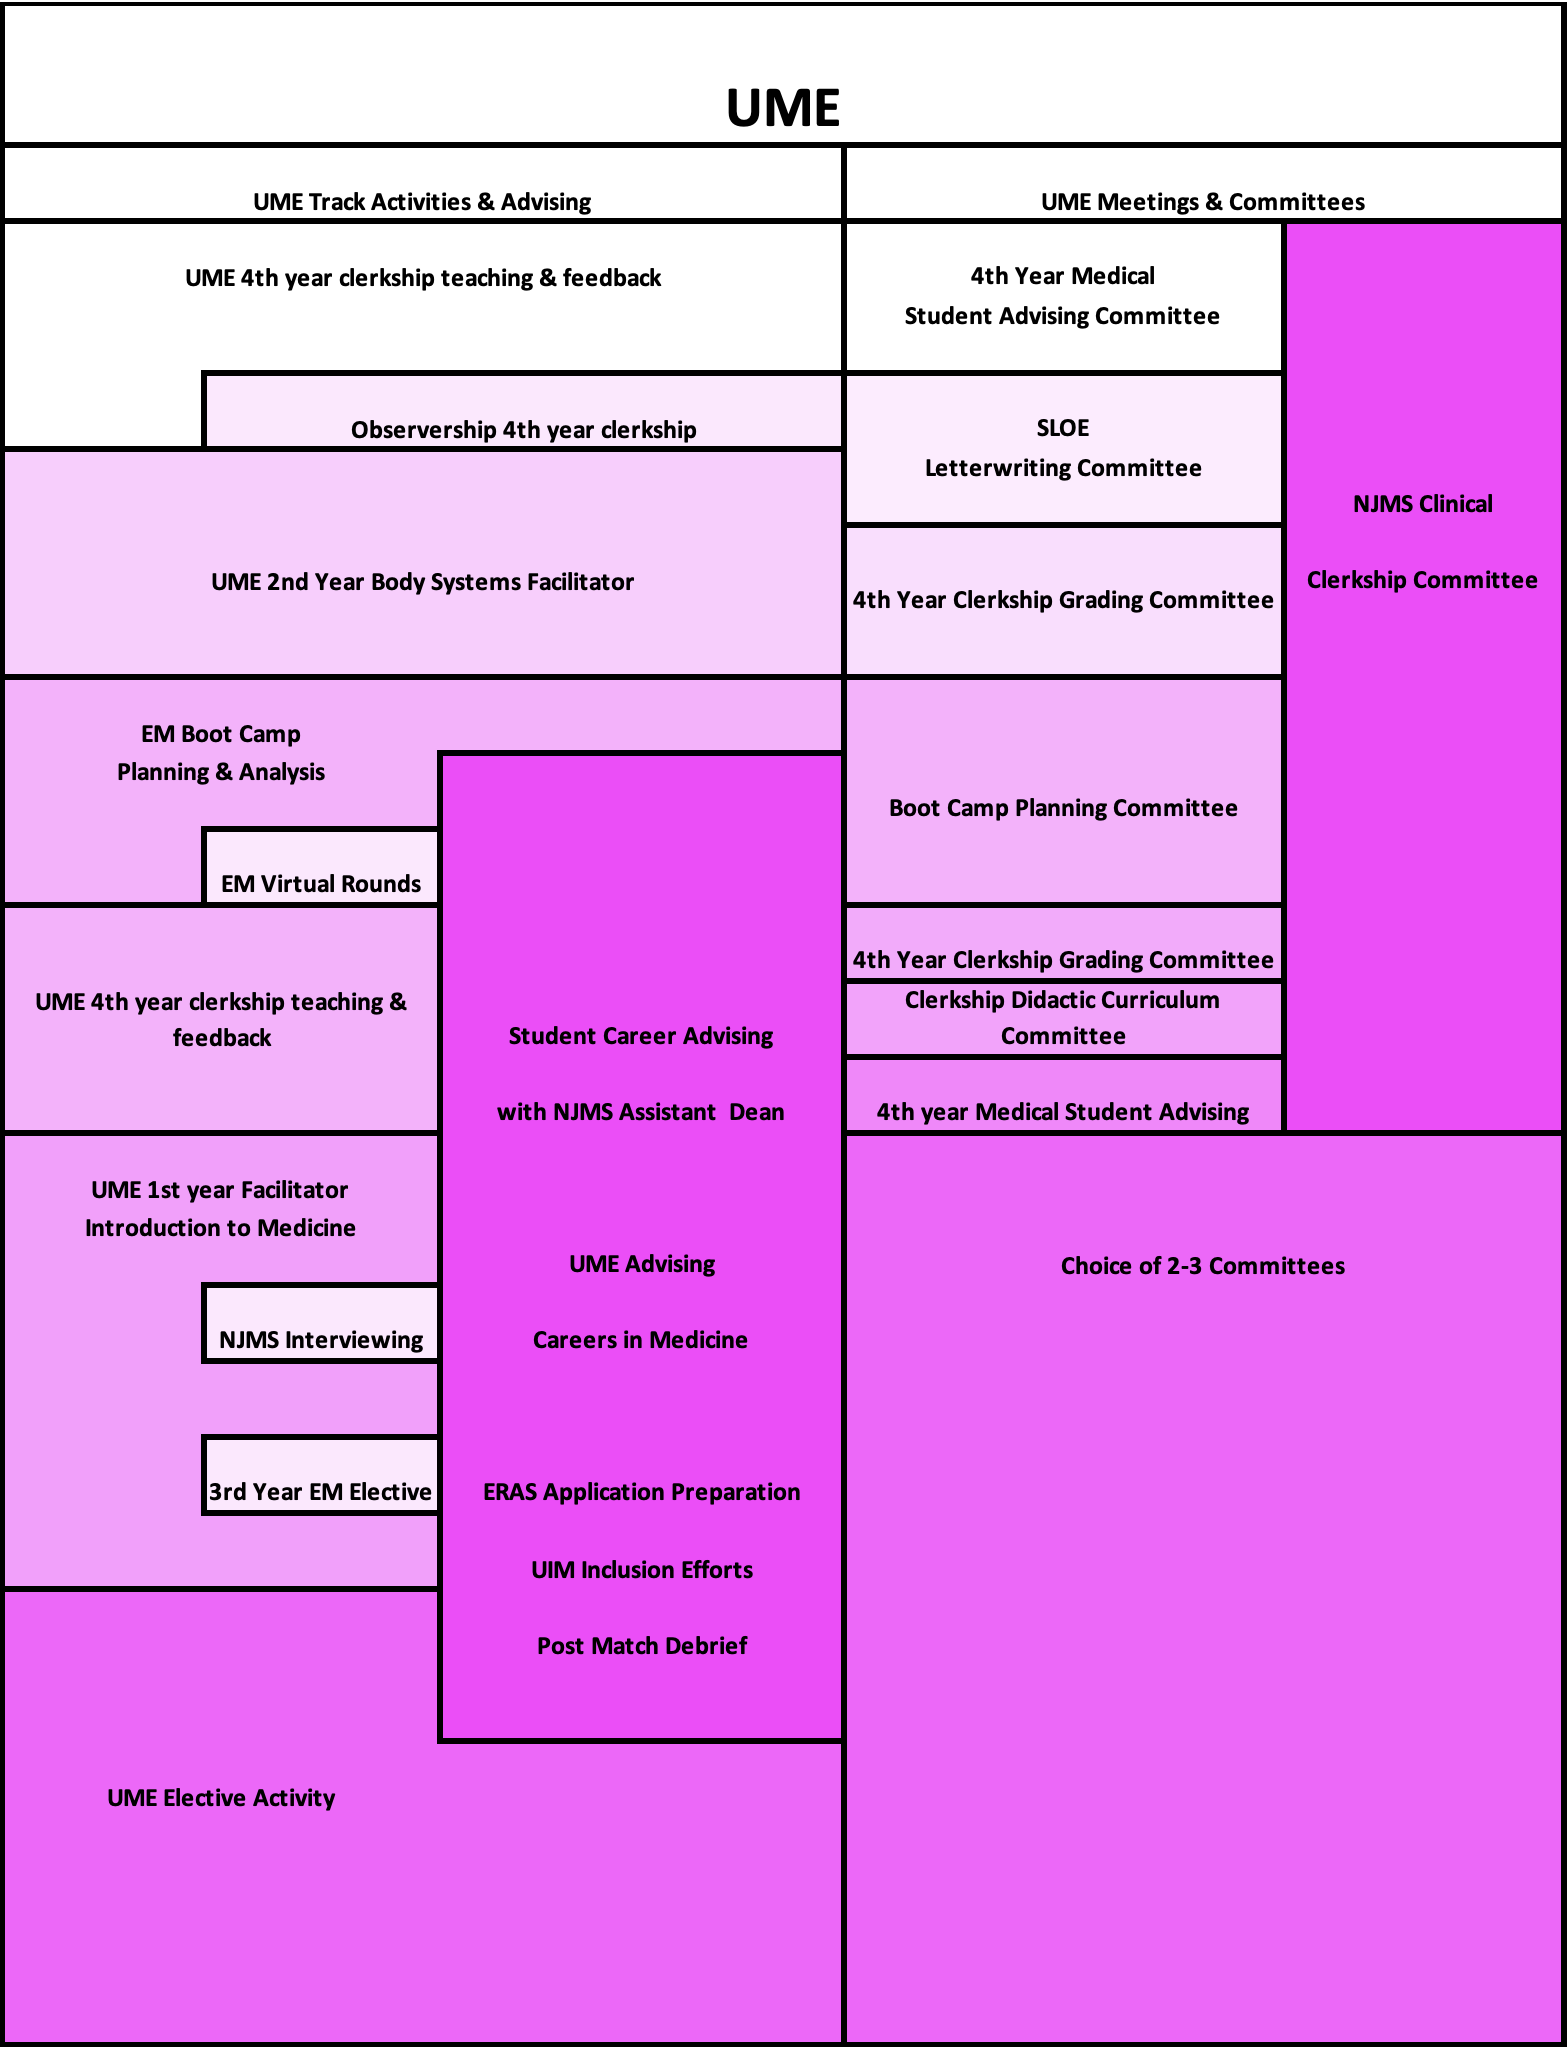 UME
UME Track Activities & Advising
UME Meetings & Committees
UME 4th year clerkship teaching & feedback
Observership 4th year clerkship
UME 2nd Year Body Systems Facilitator
EM Boot Camp
Planning & Analysis
EM Virtual Rounds
UME 4th year clerkship teaching &
feedback
UME 1st year Facilitator
Introduction to Medicine
NJMS Interviewing
3rd Year EM Elective
UME Elective Activity
Student Career Advising
with NJMS Assistant  Dean
UME Advising
Careers in Medicine
ERAS Application Preparation
UIM Inclusion Efforts
Post Match Debrief
4th Year Medical
Student Advising Committee
SLOE
Letterwriting Committee
4th Year Clerkship Grading Committee
Boot Camp Planning Committee
4th Year Clerkship Grading Committee
Clerkship Didactic Curriculum
Committee
4th year Medical Student Advising
NJMS Clinical
Clerkship Committee
Choice of 2-3 Committees